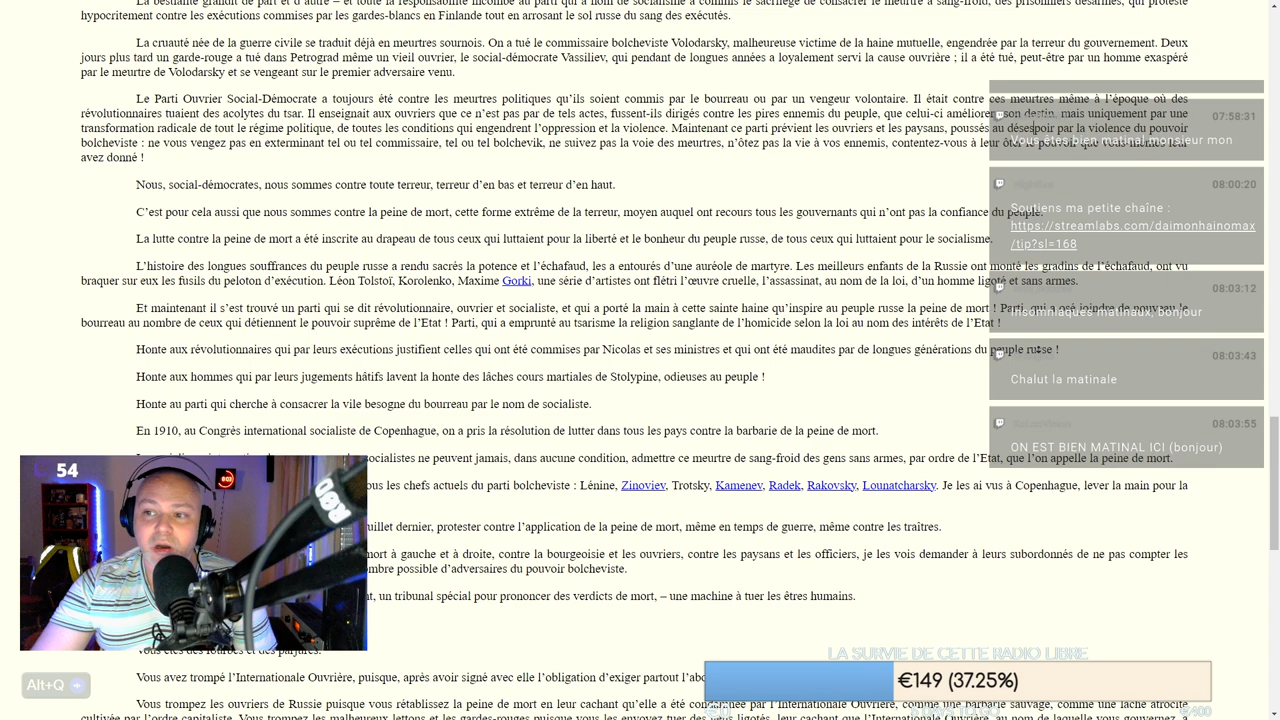 La bestialité grandit de part et d'autre – et toute la responsabilité incombe au parti qui a nom de socialisme a commis le sacrilège de consacrer le meurtre à sang-froid, des prisonniers désarmés, qui proteste
hypocritement contre les exécutions commises par les gardes-blancs en Finlande tout en arrosant le sol russe du sang des exécutés.
La cruauté née de la guerre civile se traduit déjà en meurtres sournois. On a tué le commissaire bolcheviste Volodarsky, malheureuse victime de la haine mutuelle, engendrée par la terreur du gouvernement. Deux
jours plus tard un garde-rouge a tué dans Petrograd même un vieil ouvrier, le social-démocrate Vassiliev, qui pendant de longues années a loyalement servi la cause ouvrière ; il a été tué, peut-être par un homme exaspéré
par le meurtre de Volodarsky et se vengeant sur le premier adversaire venu.
Le Parti Ouvrier Social-Démocrate a toujours été contre les meurtres politiques qu'ils soient commis par le bourreau ou par un vengeur volontaire. Il était contre ces meurtres même à l'époque où des
révolutionnaires tuaient des acolytes du tsar. Il enseignait aux ouvriers que ce n'est pas par de tels actes, fussent-ils dirigés contre les pires ennemis du peuple, que celui-ci améliorera son destin, mais uniquement par une
transformation radicale de tout le régime politique, de toutes les conditions qui engendrent l'oppression et la violence. Maintenant ce parti prévient les ouvriers et les paysans, poussés au désespoir par la violence du pouvoir
bolcheviste : ne vous vengez pas en exterminant tel ou tel commissaire, tel ou tel bolchevik, ne suivez pas la voie des meurtres, n'ôtez pas la vie à vos ennemis, contentez-vous à leur ôter le pouvoir que vous-mêmes leur
avez donné !
Nous, social-démocrates, nous sommes contre toute terreur, terreur d'en bas et terreur d'en haut.
C'est pour cela aussi que nous sommes contre la peine de mort, cette forme extrême de la terreur, moyen auquel ont recours tous les gouvernants qui n'ont pas la confiance du peuple.
La lutte contre la peine de mort a été inscrite au drapeau de tous ceux qui luttaient pour la liberté et le bonheur du peuple russe, de tous ceux qui luttaient pour le socialisme.
L'histoire des longues souffrances du peuple russe a rendu sacrés la potence et l'échafaud, les a entourés d'une auréole de martyre. Les meilleurs enfants de la Russie ont monté les gradins de l'échafaud, ont vu
braquer sur eux les fusils du peloton d'exécution. Léon Tolstoï, Korolenko, Maxime Gorki, une série d'artistes ont flétri l'œuvre cruelle, l'assassinat, au nom de la loi, d'un homme ligoté et sans armes.
Et maintenant il s'est trouvé un parti qui se dit révolutionnaire, ouvrier et socialiste, et qui a porté la main à cette sainte haine qu'inspire au peuple russe la peine de mort ! Parti, qui a osé joindre de nouveau le
bourreau au nombre de ceux qui détiennent le pouvoir suprême de l'Etat ! Parti, qui a emprunté au tsarisme la religion sanglante de l'homicide selon la loi au nom des intérêts de l'Etat !
Honte aux révolutionnaires qui par leurs exécutions justifient celles qui ont été commises par Nicolas et ses ministres et qui ont été maudites par de longues générations du peuple russe !
Honte aux hommes qui par leurs jugements hâtifs lavent la honte des lâches cours martiales de Stolypine, odieuses au peuple !
Honte au parti qui cherche à consacrer la vile besogne du bourreau par le nom de socialiste.
En 1910, au Congrès international socialiste de Copenhague, on a pris la résolution de lutter dans tous les pays contre la barbarie de la peine de mort.
socialistes ne peuvent jamais, dans aucune condition, admettre ce meurtre de sang-froid des gens sans armes, par ordre de l'Etat, que l'on appelle la peine de mort.
ous les chefs actuels du parti bolcheviste : Lénine, Zinoviev, Trotsky, Kamenev, Radek, Rakovsky, Lounatcharsky. Je les ai vus à Copenhague, lever la main pour la
uillet dernier, protester contre l'application de la peine de mort, même en temps de guerre, même contre les traîtres.
mort à gauche et à droite, contre la bourgeoisie et les ouvriers, contre les paysans et les officiers, je les vois demander à leurs subordonnés de ne pas compter les
ombre possible d'adversaires du pouvoir bolcheviste.
nt, un tribunal spécial pour prononcer des verdicts de mort, – une machine à tuer les êtres humains.
Vous êtes des fourbes et des parjures.
Vous avez trompé l'Internationale Ouvrière, puisque, après avoir signé avec elle l'obligation d'exiger partout l'abo
Vous trompez les ouvriers de Russie puisque vous rétablissez la peine de mort en leur cachant qu'elle a été condamnée par l'Internationale Ouvrière, comme une mesure sauvage, comme une lâche atrocité
cultivée par l'ordre capitaliste. Vous trompez les malheureux lettons et les gardes-rouges puisque vous les envoyez tuer des gens ligotés, leur cachant que l'Internationale Ouvrière, au nom de laquelle vous gouvernez
07:58:31
Vous êtes bien matinal monsieur mon
08:00:20
Soutiens ma petite chaîne :
https://streamlabs.com/daimonhainomax
/tip?sl=168
08:03:12
insomniaques matinaux, bonjour
08:03:43
Chalut la matinale
08:03:55
ON EST BIEN MATINAL ICI (bonjour)
54
Alt+Q
LA SURVIE DE CETTE RADIO LIBRE
€149 (37.25%)
€400